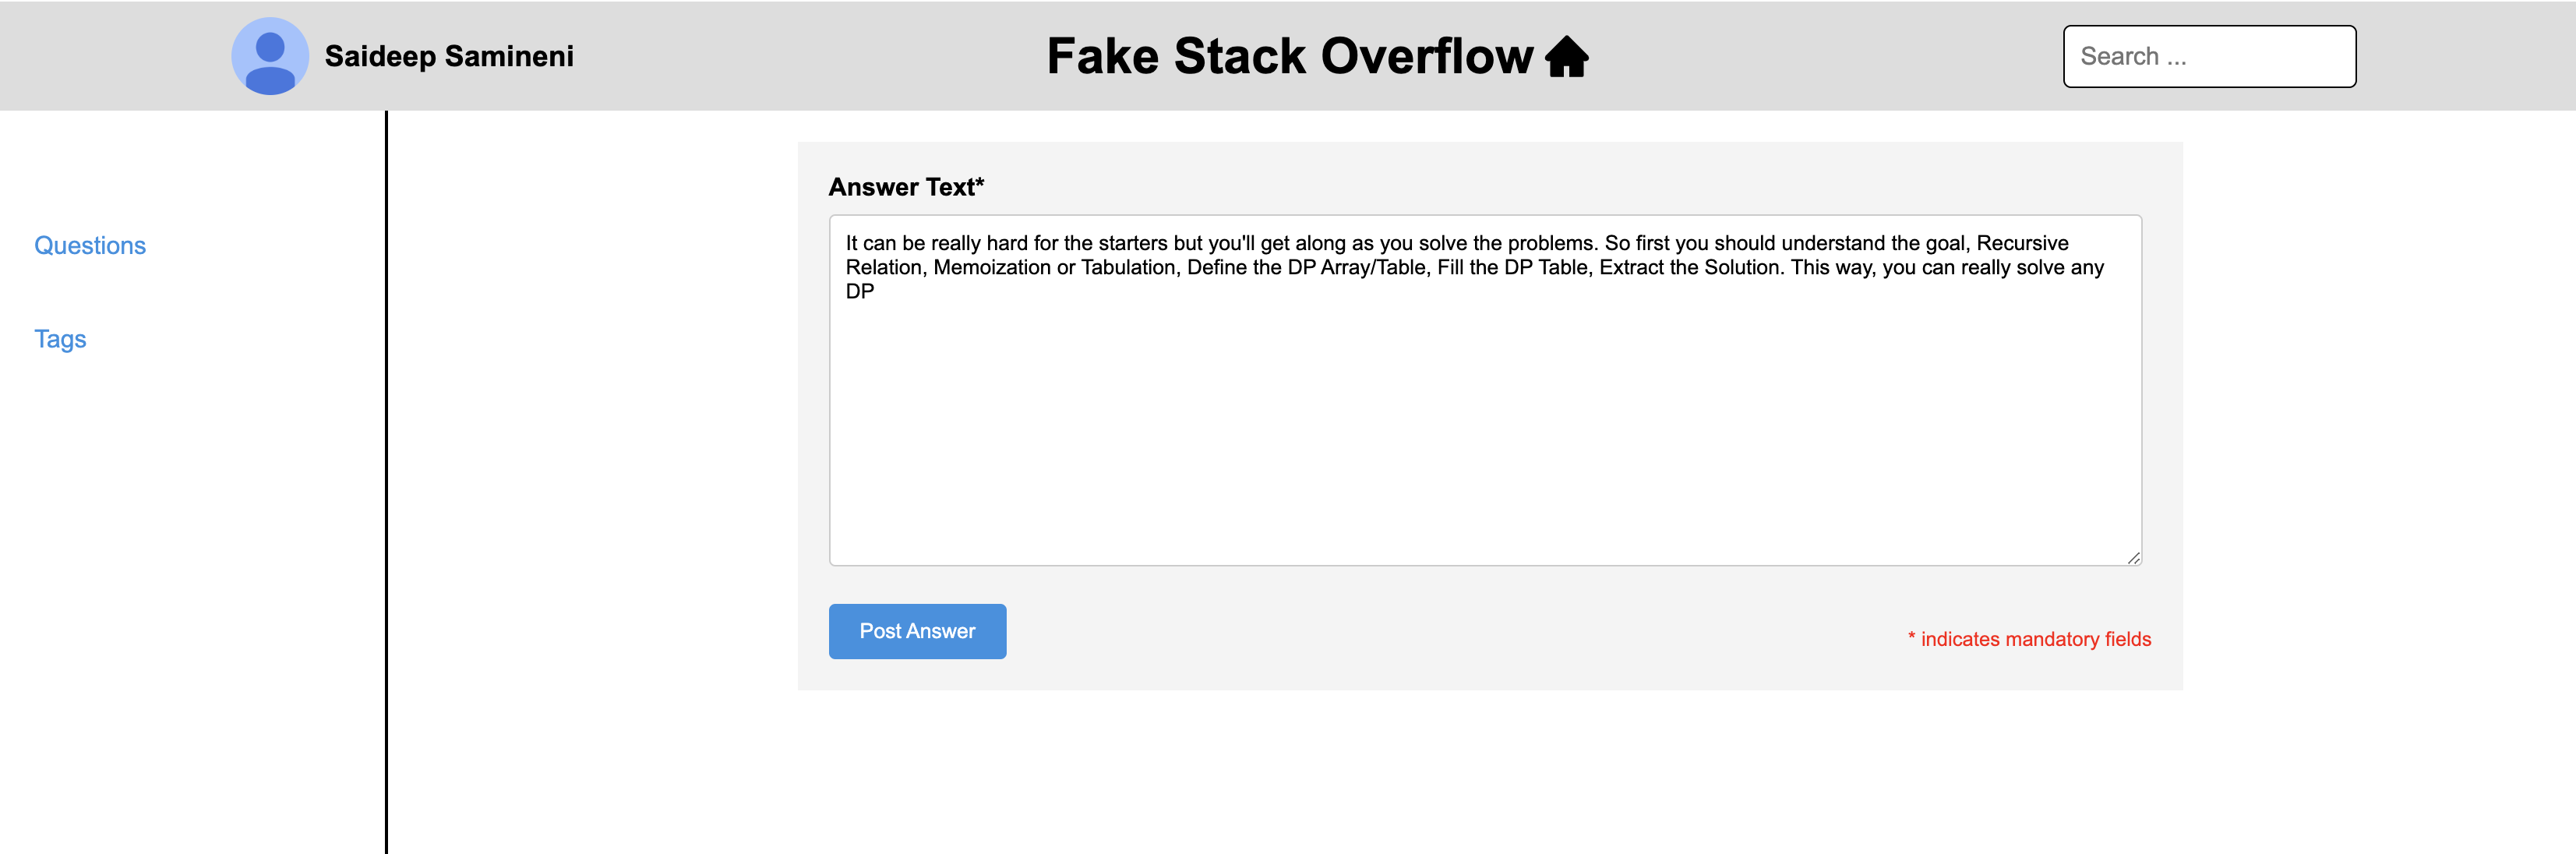 Saideep Samineni
Fake Stack Overflow
Search ...
Questions
Tags
Answer Text*
It can be really hard for the starters but you'll get along as you solve the problems. So first you should understand the goal, Recursive
Relation, Memoization or Tabulation, Define the DP Array/Table, Fill the DP Table, Extract the Solution. This way, you can really solve any
DP
Post Answer
* indicates mandatory fields